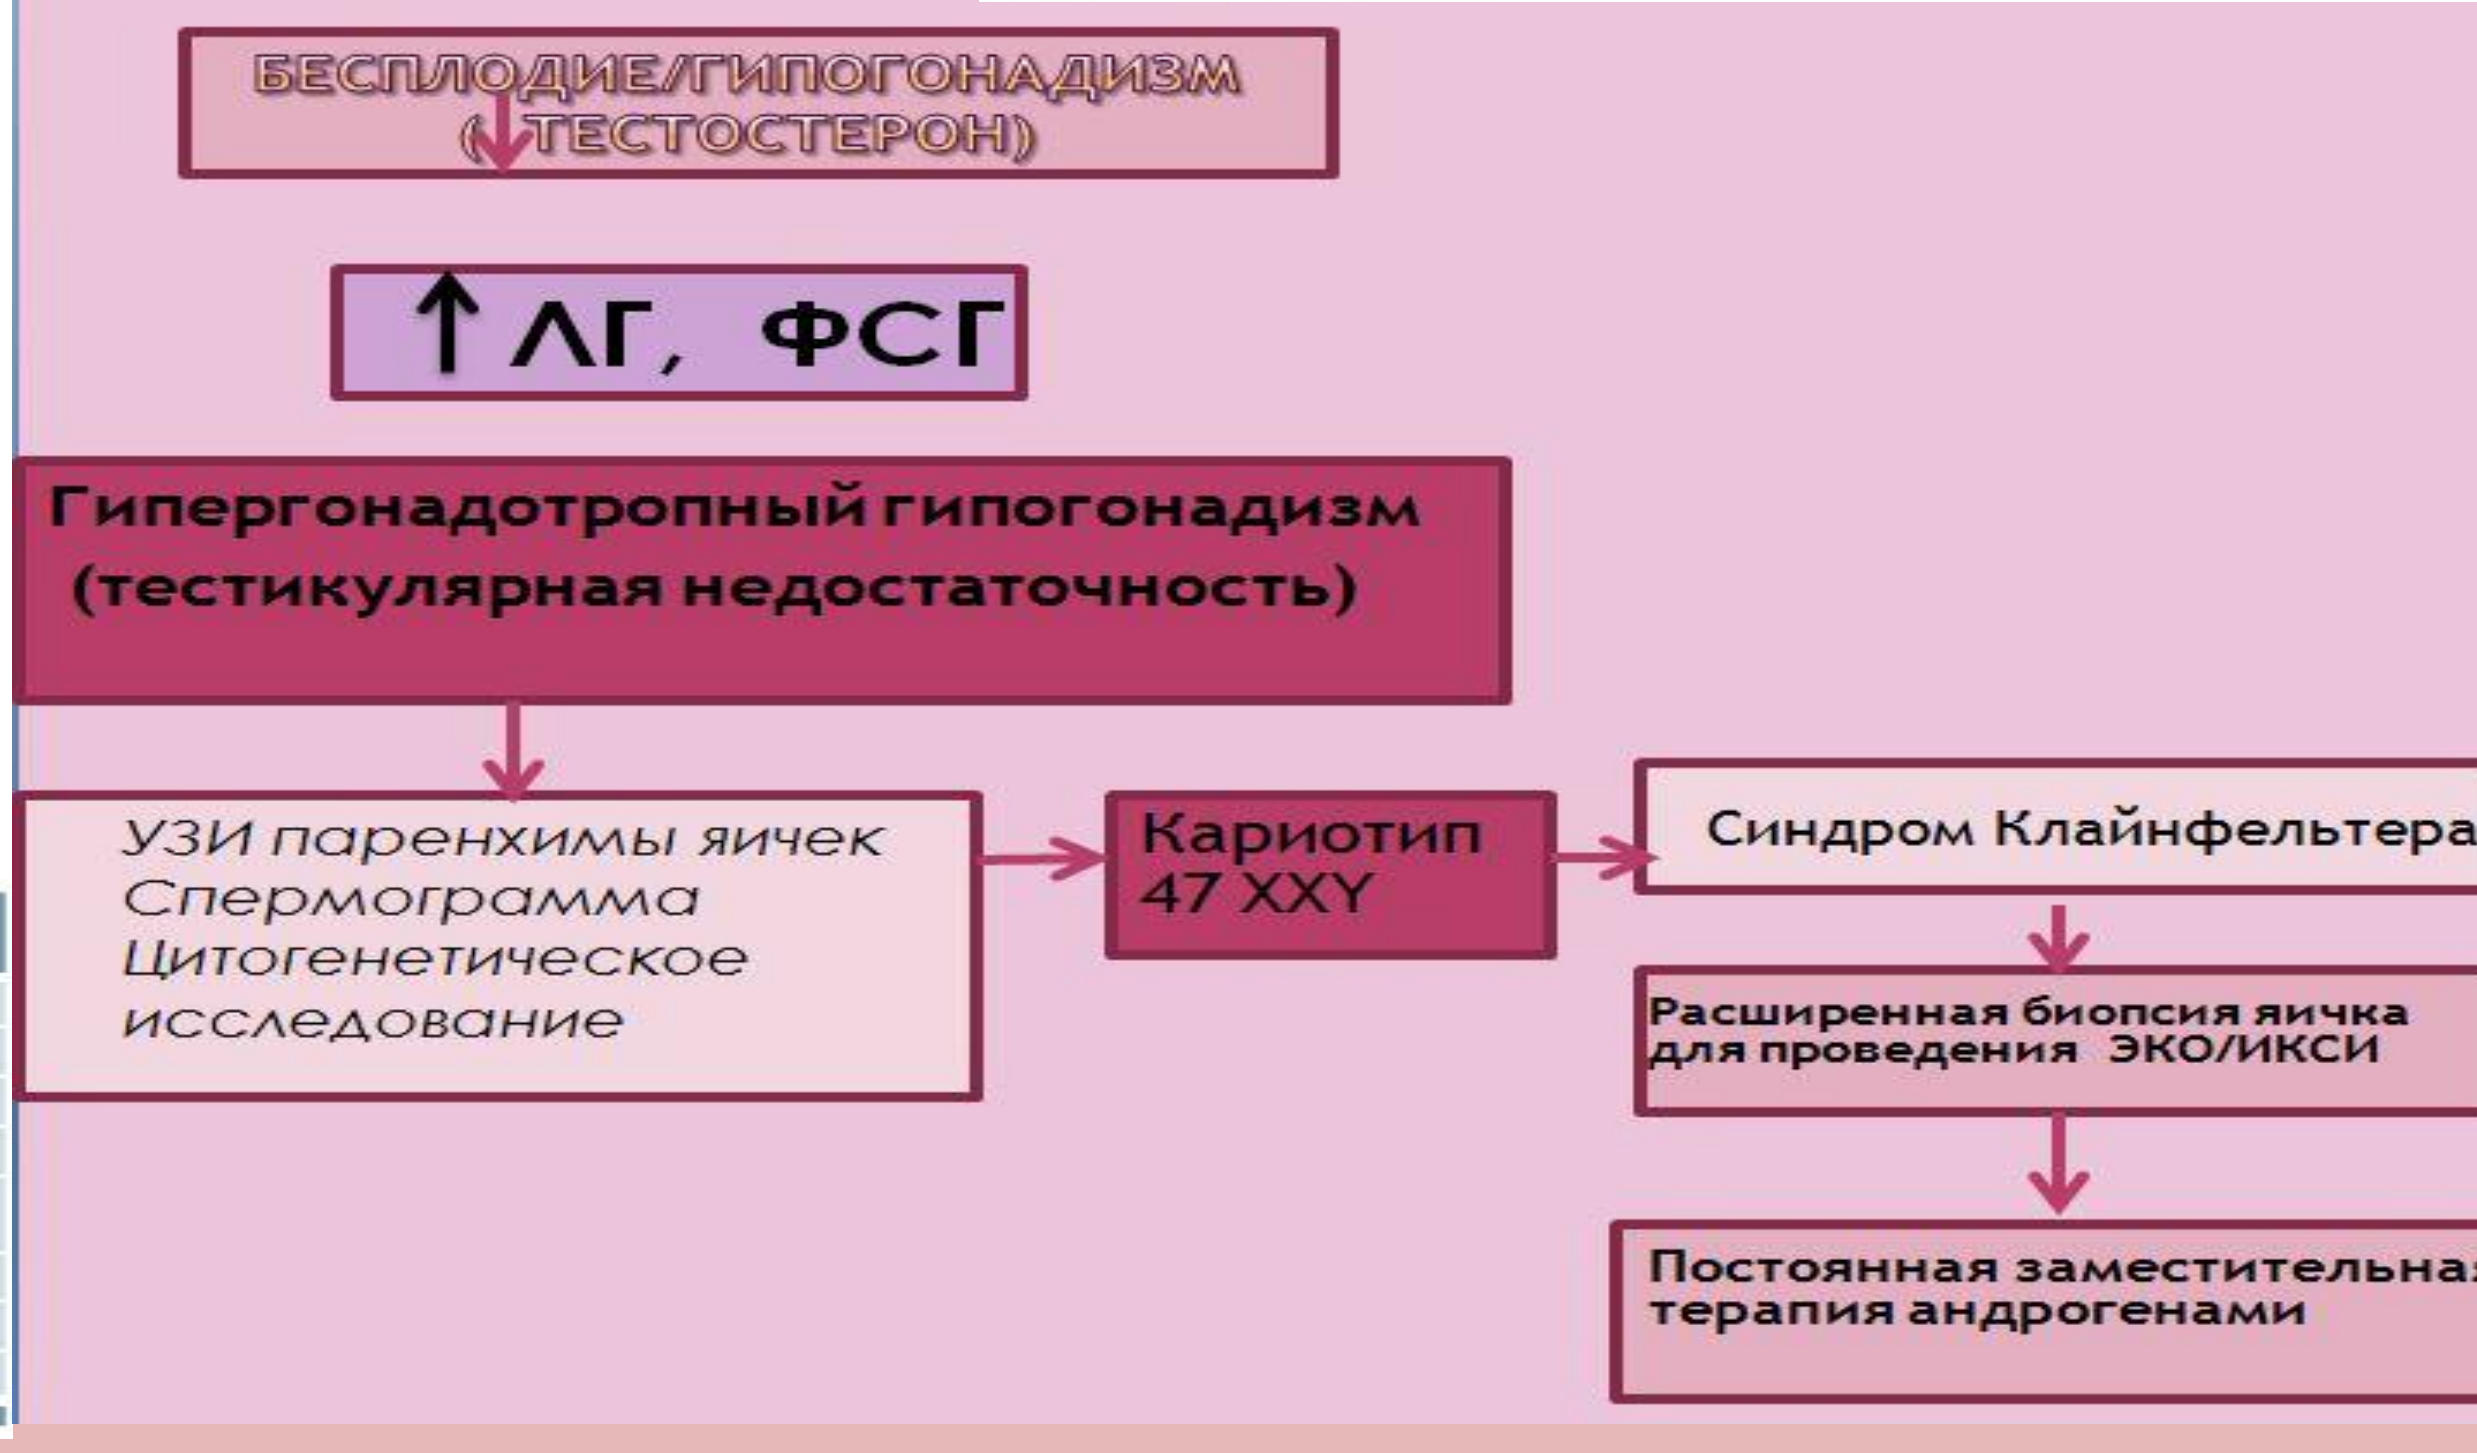 БЕСПЛОДИЕ/ГИПОГОНАДИЗМ
(↓ ТЕСТОСТЕРОН)
↑ ЛГ, ФСГ
Гипергонадотропный гипогонадизм
(тестикулярная недостаточность)
УЗИ паренхимы яичек
Спермограмма
Цитогенетическое
исследование
Кариотип
47 XXY
Синдром Клайнфельтера
Расширенная биопсия яичка
для проведения ЭКО/ИКСИ
Постоянная заместительная
терапия андрогенами